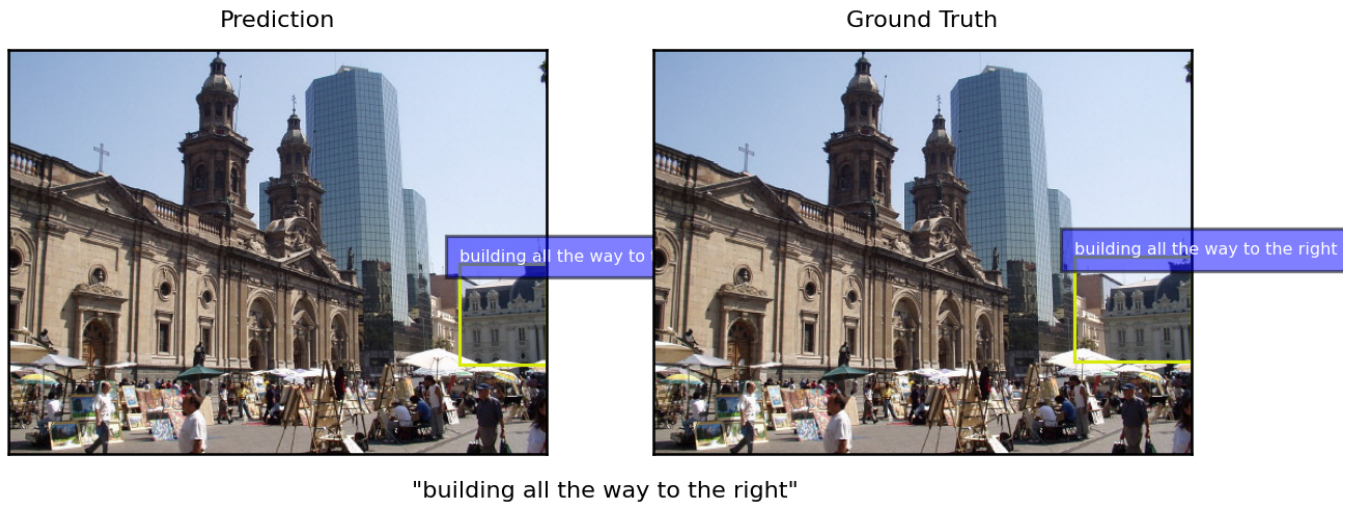 Prediction
Ground Truth
building all the way to
building all the way to the right
"building all the way to the right"